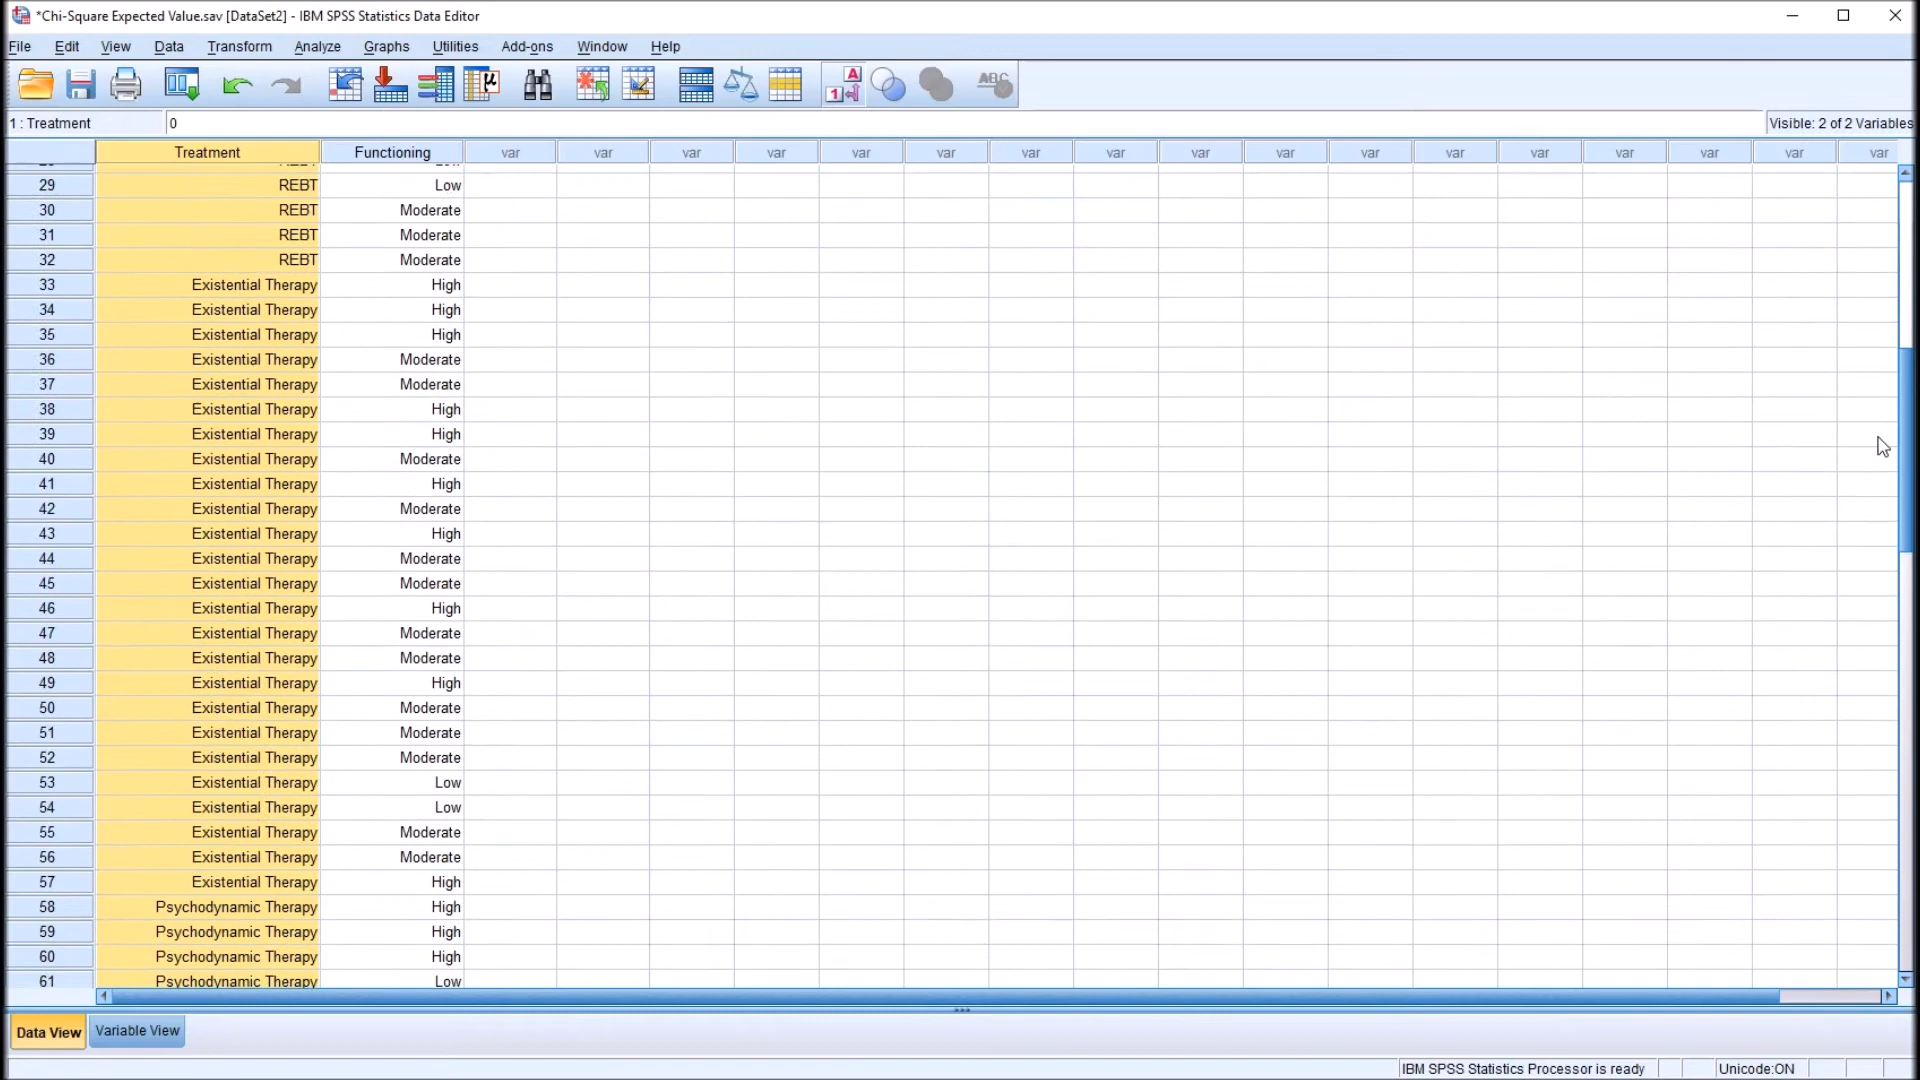 *Chi-Square Expected Value.sav [DataSet2] - IBM SPSS Statistics Data Editor
File Edit View Data Transform Analyze Graphs Utilities Add-ons Window Help
1 : Treatment 0 Visible: 2 of 2 Variables
Treatment Functioning var var var var var var var var var var var var var var var var var
29 REBT Low
30 REBT Moderate
31 REBT Moderate
32 REBT Moderate
33 Existential Therapy High
34 Existential Therapy High
35 Existential Therapy High
36 Existential Therapy Moderate
37 Existential Therapy Moderate
38 Existential Therapy High
39 Existential Therapy High
40 Existential Therapy Moderate
41 Existential Therapy High
42 Existential Therapy Moderate
43 Existential Therapy High
44 Existential Therapy Moderate
45 Existential Therapy Moderate
46 Existential Therapy High
47 Existential Therapy Moderate
48 Existential Therapy Moderate
49 Existential Therapy High
50 Existential Therapy Moderate
51 Existential Therapy Moderate
52 Existential Therapy Moderate
53 Existential Therapy Low
54 Existential Therapy Low
55 Existential Therapy Moderate
56 Existential Therapy Moderate
57 Existential Therapy High
58 Psychodynamic Therapy High
59 Psychodynamic Therapy High
60 Psychodynamic Therapy High
61 Psychodynamic Therapy Low
Data View Variable View
IBM SPSS Statistics Processor is ready Unicode:ON